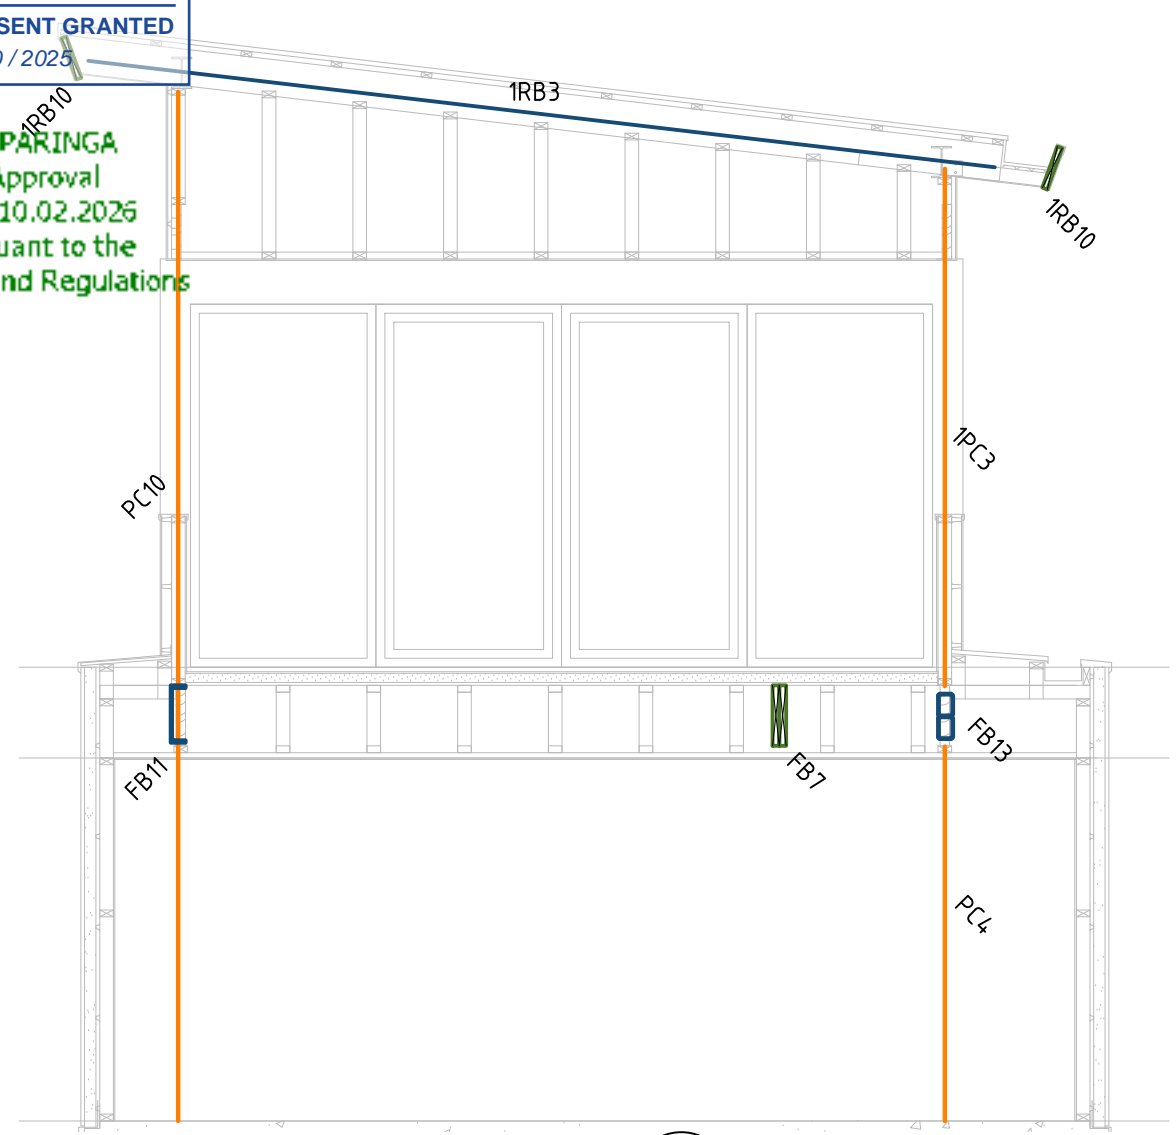 SENT GRANTED
0 / 2025
1RB10
PARINGA
Approval
10.02.2026
uant to the
nd Regulations
1RB3
1RB10
PC10
1PC3
FB11
FB7
FB13
PC4